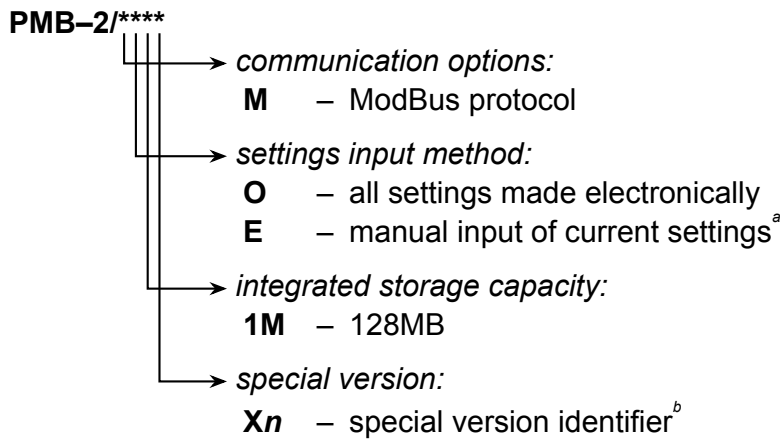 PMB–2/****
communication options:
M – ModBus protocol
settings input method:
O – all settings made electronically
E – manual input of current settings a
integrated storage capacity:
1M – 128MB
special version:
Xn – special version identifier b